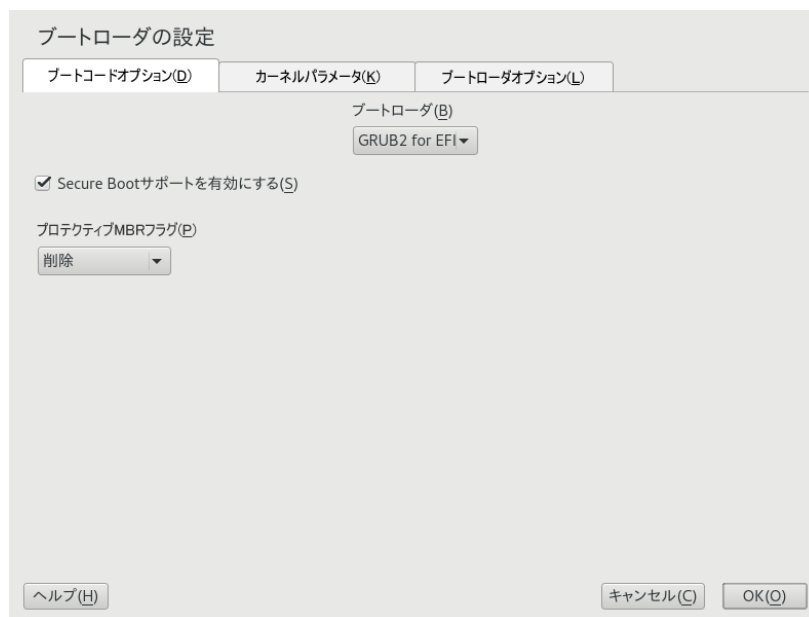 ブートローダの設定
ブートコードオプション(D)
カーネルパラメータ(K)
ブートローダオプション(L)
ブートローダ(B)
GRUB2 for EFI
Secure Bootサポートを有効にする(S)
プロテクティブMBRフラグ(P)
削除
ヘルプ(H)
キャンセル(C)
OK(O)